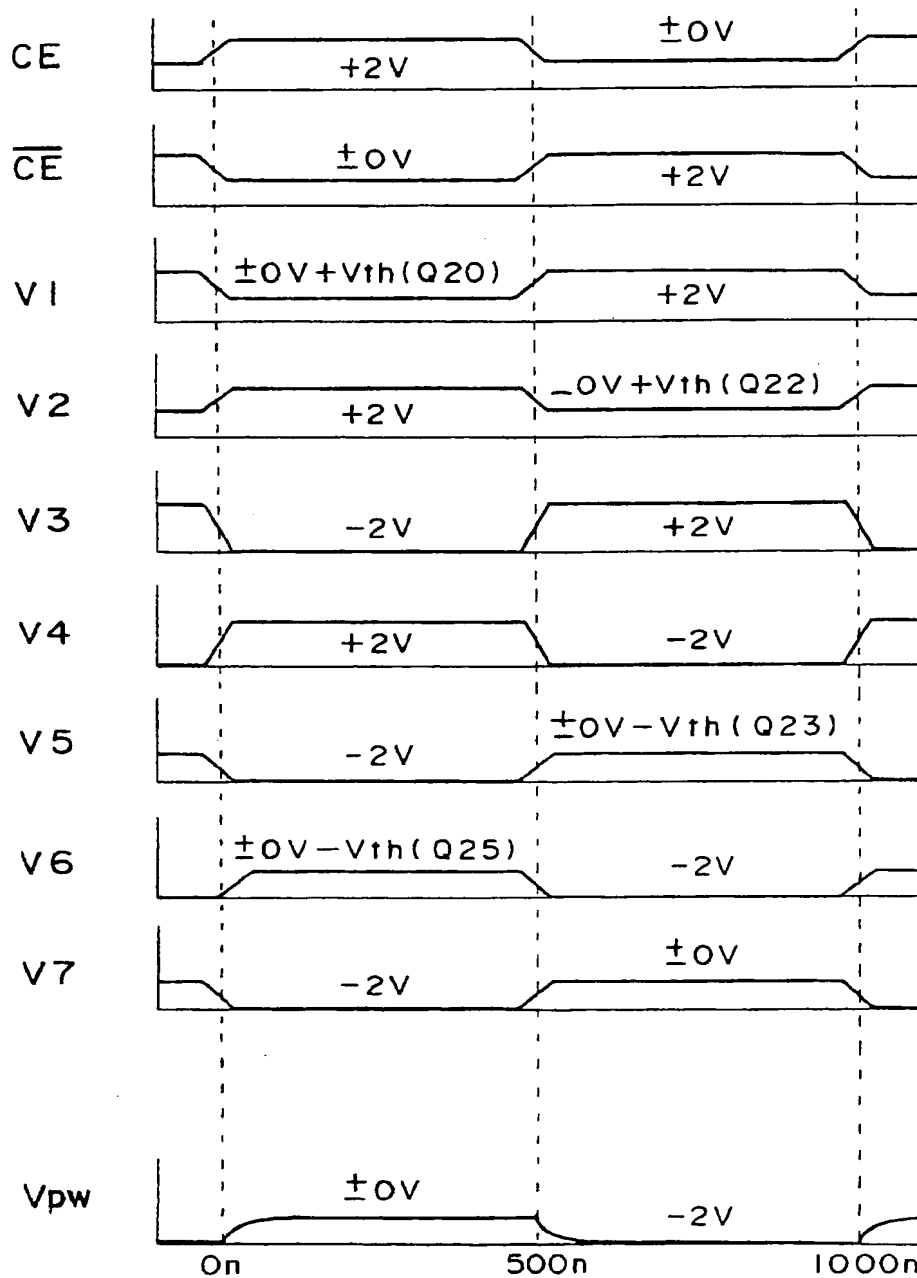 CE
±0V
+2V
C̅E̅
±0V
+2V
V1
±0V+Vth(Q20)
+2V
V2
_0V+Vth(Q22)
+2V
V3
-2V
+2V
V4
+2V
-2V
V5
±0V-Vth(Q23)
-2V
V6
±0V-Vth(Q25)
-2V
V7
±0V
-2V
Vpw
±0V
-2V
0n 500n 1000n